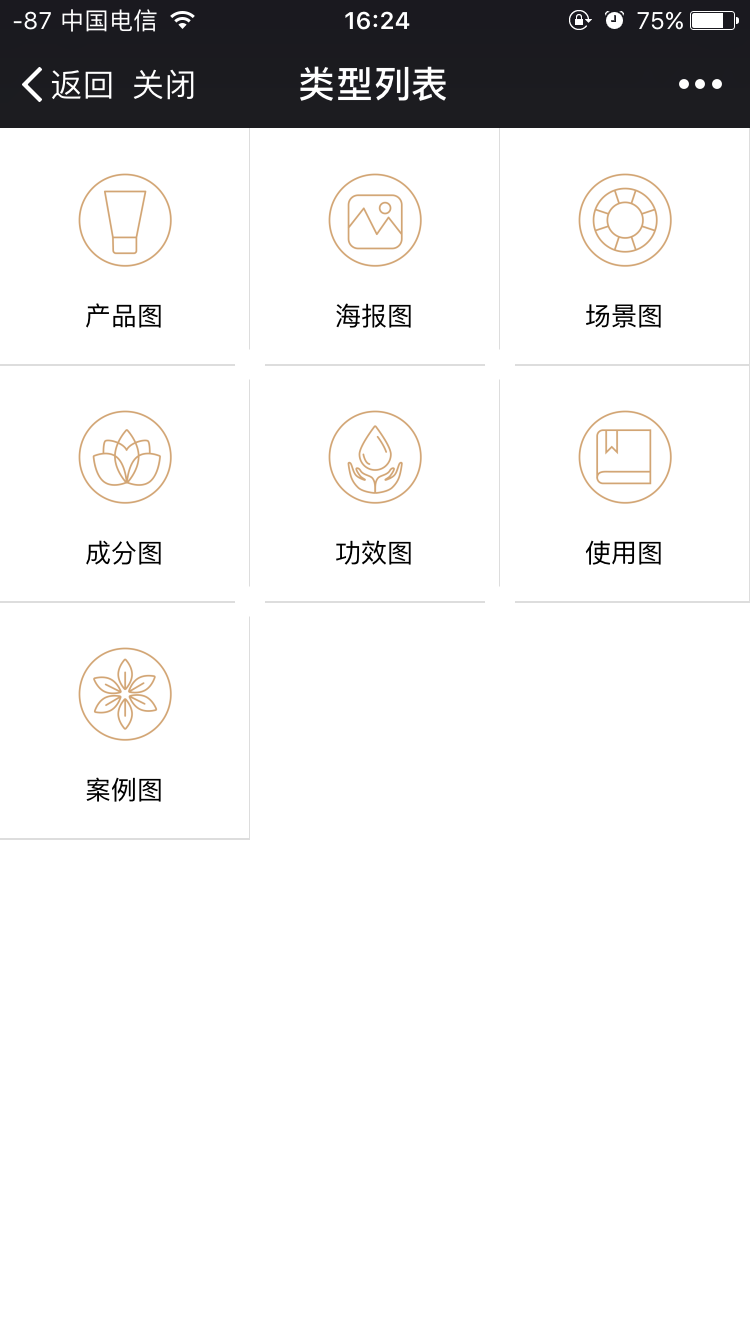 -87 中国电信 16:24 75%
返回 关闭 类型列表
产品图 海报图 场景图
成分图 功效图 使用图
案例图